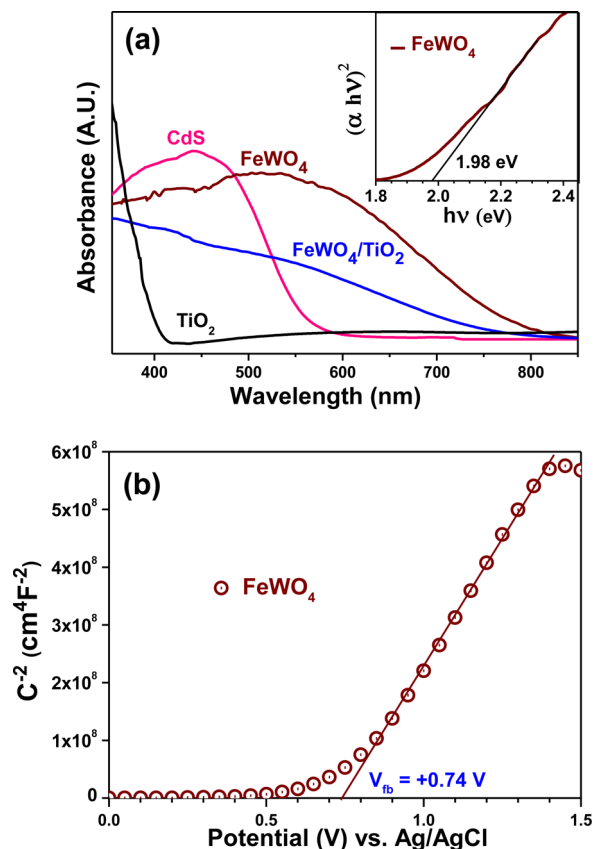 (a)
Absorbance (A.U.)
CdS
FeWO₄
FeWO₄/TiO₂
TiO₂
400 500 600 700 800
Wavelength (nm)
FeWO₄
(α hν)²
1.98 eV
1.8 2.0 2.2 2.4
hν (eV)
(b)
6x10⁸
5x10⁸
4x10⁸
3x10⁸
2x10⁸
1x10⁸
0
C⁻² (cm⁴F⁻²)
FeWO₄
V_fb = +0.74 V
0.0 0.5 1.0 1.5
Potential (V) vs. Ag/AgCl